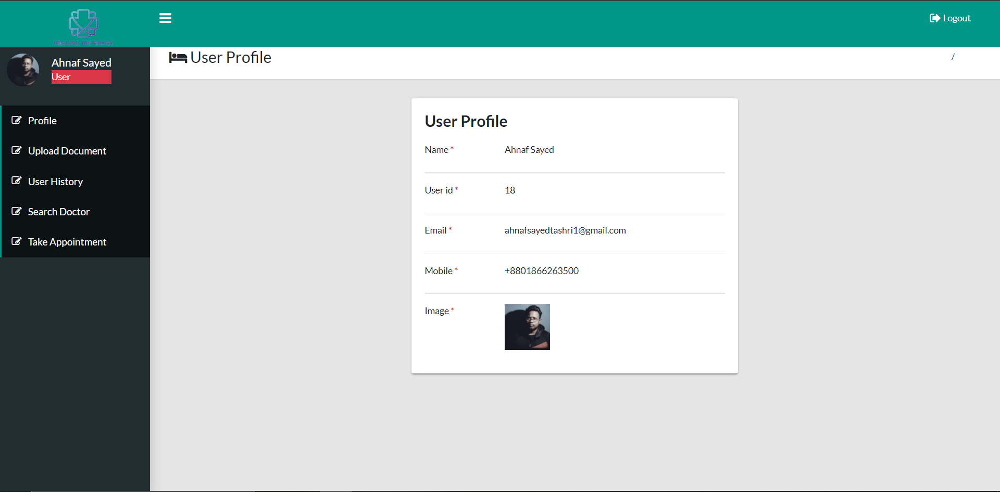 HEALING INFIRMARY
Logout
Ahnaf Sayed
User
User Profile
/
Profile
Upload Document
User History
Search Doctor
Take Appointment
User Profile
Name * Ahnaf Sayed
User id * 18
Email * ahnafsayedtashri1@gmail.com
Mobile * +8801866263500
Image *